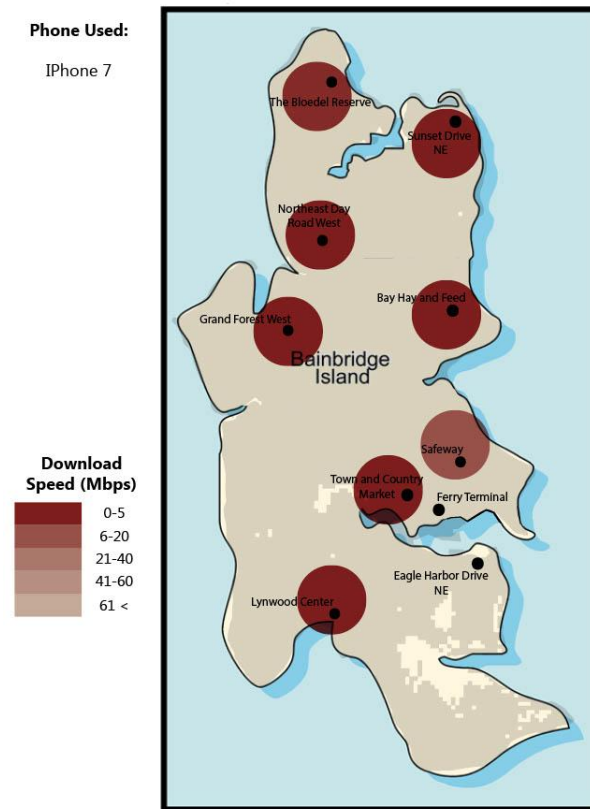 Phone Used:
IPhone 7
The Bloedel Reserve
Sunset Drive
NE
Northeast Day
Road West
Bay Hay and Feed
Grand Forest West
Bainbridge
Island
Safeway
Town and Country
Market
Ferry Terminal
Eagle Harbor Drive
NE
Lynwood Center
Download
Speed (Mbps)
0-5
6-20
21-40
41-60
61 <